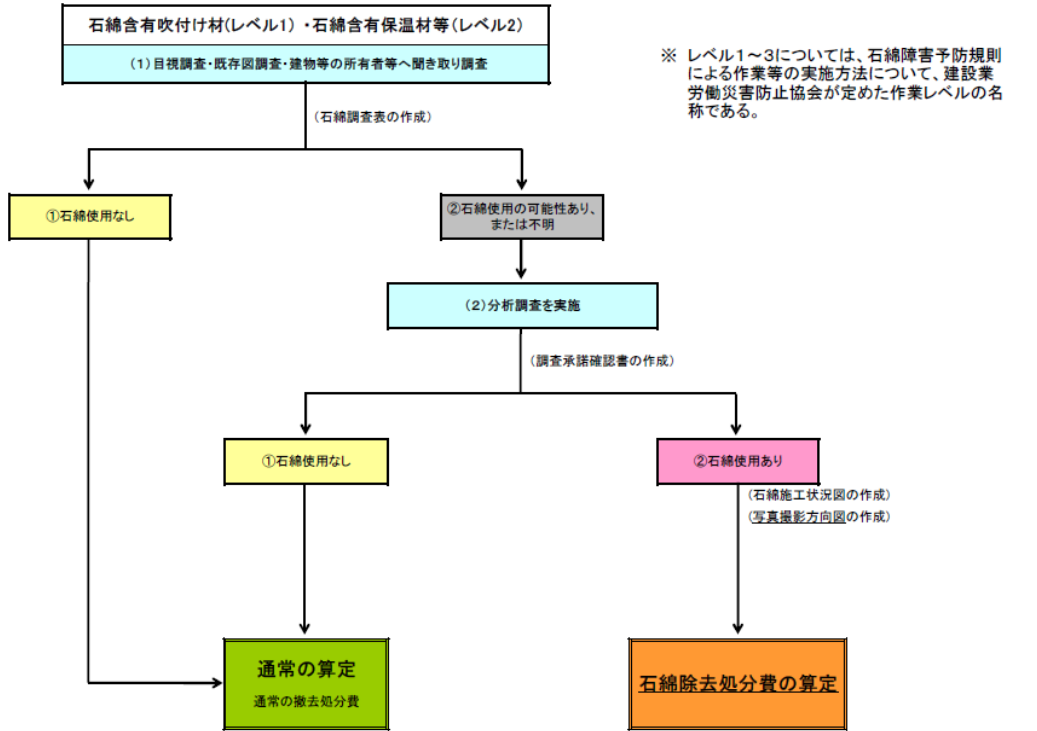 石綿含有吹付け材(レベル1)・石綿含有保温材等(レベル2)
(1)目視調査・既存図調査・建物等の所有者等へ聞き取り調査
※ レベル1～3については、石綿障害予防規則
による作業等の実施方法について、建設業
労働災害防止協会が定めた作業レベルの名
称である。
(石綿調査表の作成)
①石綿使用なし
②石綿使用の可能性あり、
または不明
(2)分析調査を実施
(調査承諾確認書の作成)
①石綿使用なし
②石綿使用あり
(石綿施工状況図の作成)
(写真撮影方向図の作成)
通常の算定
通常の撤去処分費
石綿除去処分費の算定